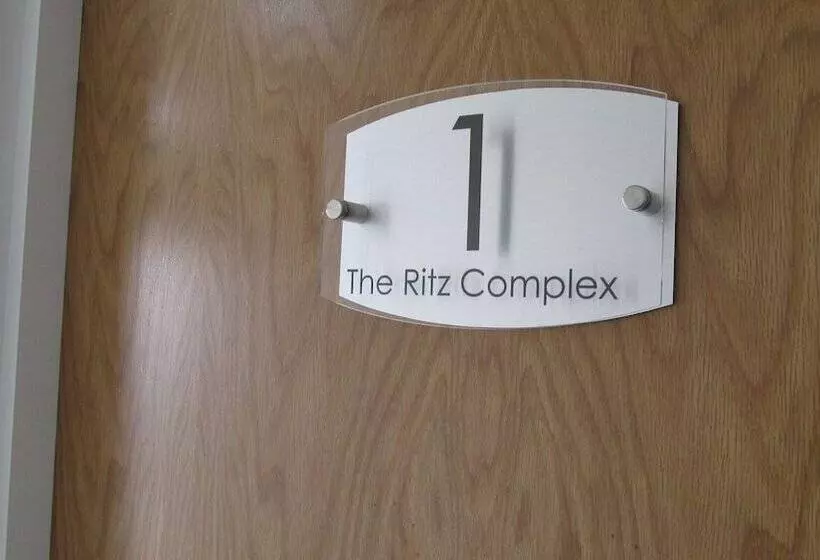 1
The Ritz Complex